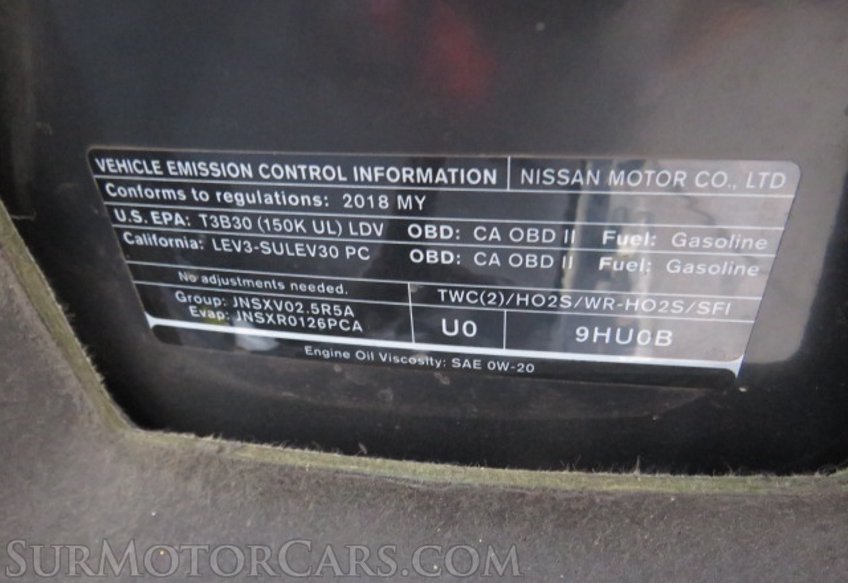 VEHICLE EMISSION CONTROL INFORMATION NISSAN MOTOR CO., LTD
Conforms to regulations: 2018 MY
U.S. EPA: T3B30 (150K UL) LDV OBD: CA OBD II Fuel: Gasoline
California: LEV3-SULEV30 PC OBD: CA OBD II Fuel: Gasoline
No adjustments needed.
TWC(2)/HO2S/WR-HO2S/SFI
Group: JNSXV02.5R5A
Evap: JNSXR0126PCA
U0 9HU0B
Engine Oil Viscosity: SAE 0W-20
SurMotorCars.com